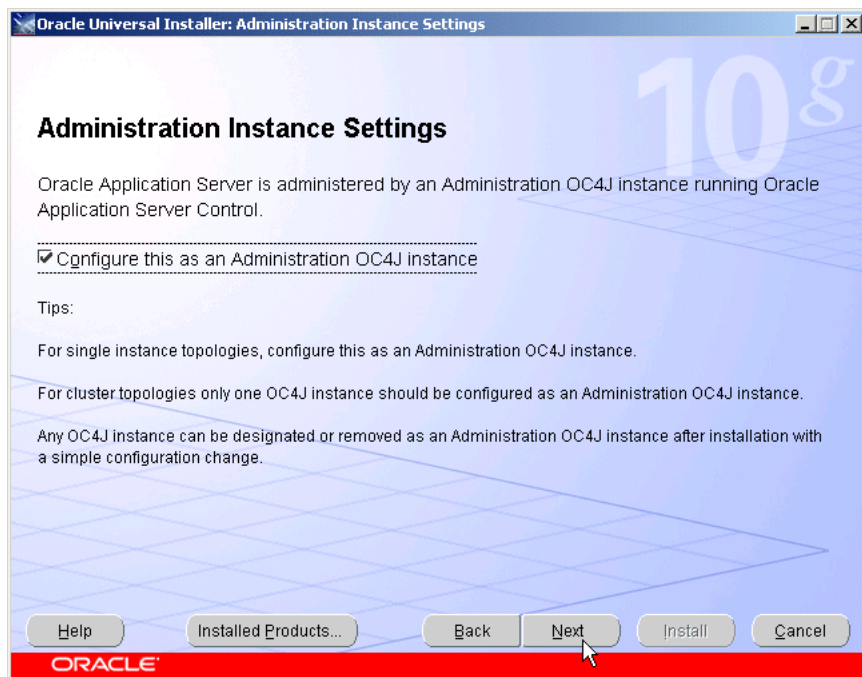 Oracle Universal Installer: Administration Instance Settings
10g
Administration Instance Settings
Oracle Application Server is administered by an Administration OC4J instance running Oracle
Application Server Control.
Configure this as an Administration OC4J instance
Tips:
For single instance topologies, configure this as an Administration OC4J instance.
For cluster topologies only one OC4J instance should be configured as an Administration OC4J instance.
Any OC4J instance can be designated or removed as an Administration OC4J instance after installation with
a simple configuration change.
Help Installed Products... Back Next Install Cancel
ORACLE